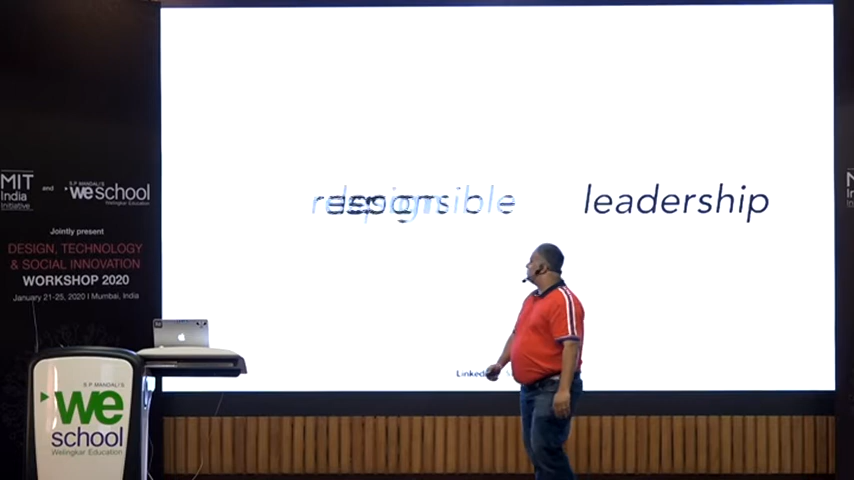 MIT
India
Initiative
and
S.P. MANDALI'S
we school
Welingkar Education
Jointly present
DESIGN, TECHNOLOGY
& SOCIAL INNOVATION
WORKSHOP 2020
January 21-25, 2020 I Mumbai, India
leadership
S.P. MANDALI'S
we
school
Welingkar Education